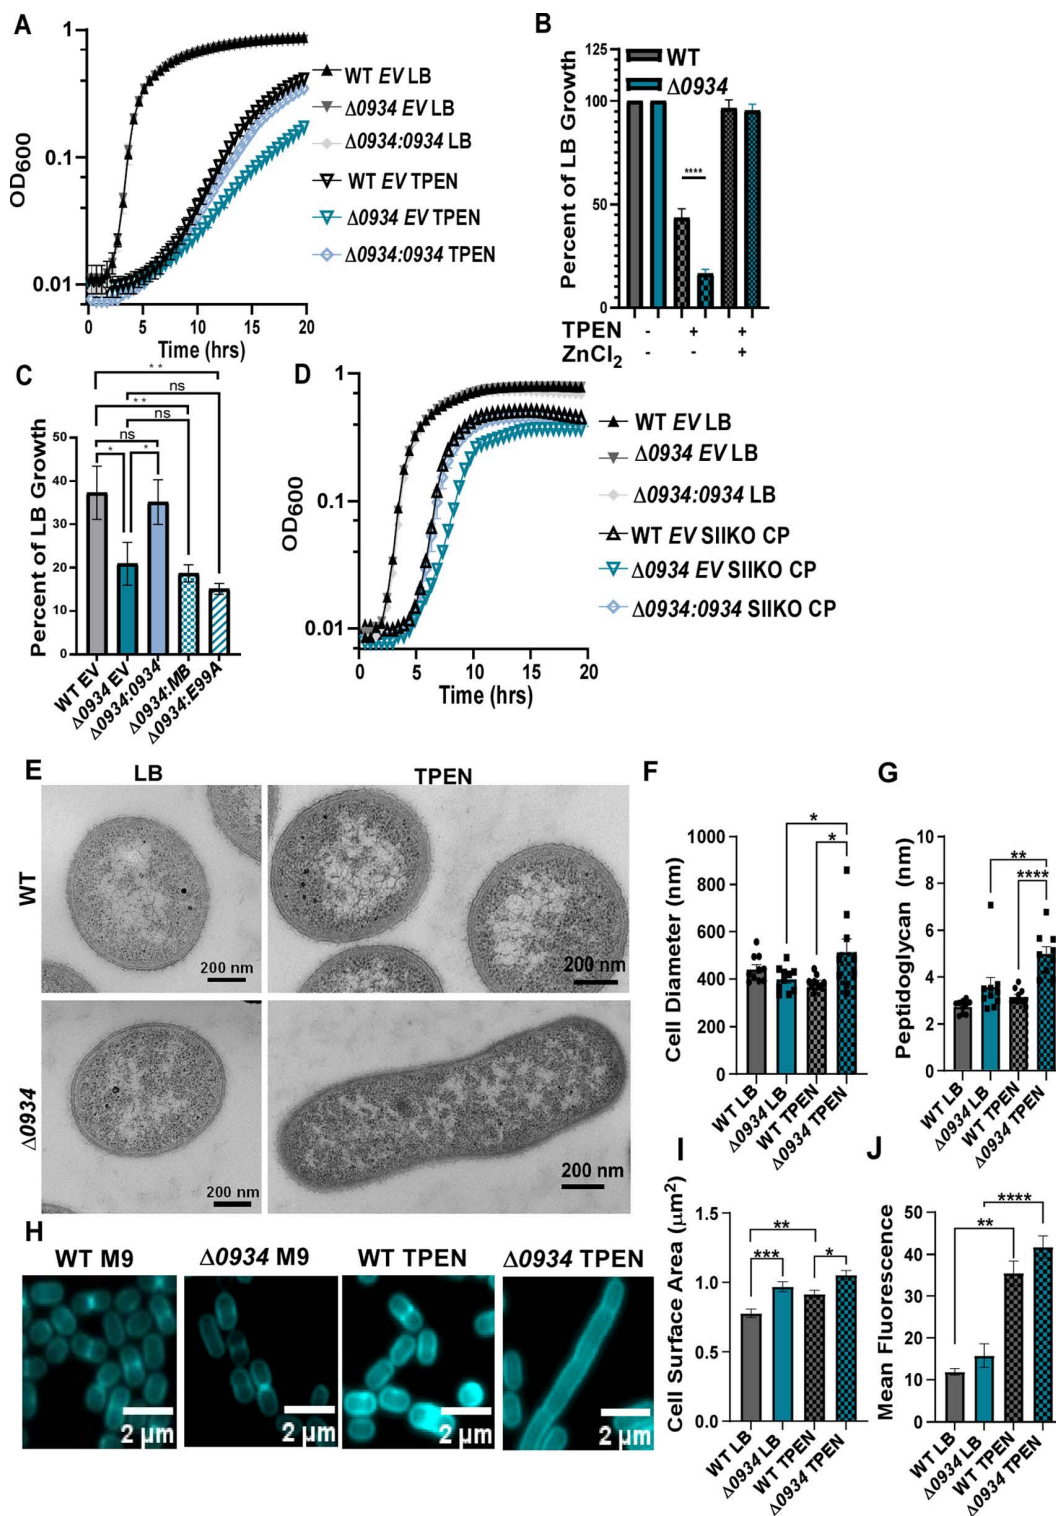 A
OD600
1
0.1
0.01
0
5
10
15
20
Time (hrs)
WT EV LB
Δ0934 EV LB
Δ0934:0934 LB
WT EV TPEN
Δ0934 EV TPEN
Δ0934:0934 TPEN
B
Percent of LB Growth
125
100
50
0
WT
Δ0934
****
TPEN - + +
ZnCl2 - - +
C
Percent of LB Growth
50
40
30
20
10
0
**
ns
**
ns
ns
*
*
WT EV
Δ0934 EV
Δ0934:0934
Δ0934:MB
Δ0934:E99A
D
OD600
1
0.1
0.01
0
5
10
15
20
Time (hrs)
WT EV LB
Δ0934 EV LB
Δ0934:0934 LB
WT EV SIIKO CP
Δ0934 EV SIIKO CP
Δ0934:0934 SIIKO CP
E
LB
TPEN
WT
Δ0934
200 nm
200 nm
200 nm
200 nm
F
Cell Diameter (nm)
1000
800
600
400
200
0
*
*
WT LB
Δ0934 LB
WT TPEN
Δ0934 TPEN
G
Peptidoglycan (nm)
10
8
6
4
2
0
**
****
WT LB
Δ0934 LB
WT TPEN
Δ0934 TPEN
H
WT M9
Δ0934 M9
WT TPEN
Δ0934 TPEN
2 µm
2 µm
2 µm
2 µm
I
Cell Surface Area (µm2)
1.5
1.0
0.5
0.0
**
***
*
WT LB
Δ0934 LB
WT TPEN
Δ0934 TPEN
J
Mean Fluorescence
50
40
30
20
10
0
****
**
WT LB
Δ0934 LB
WT TPEN
Δ0934 TPEN